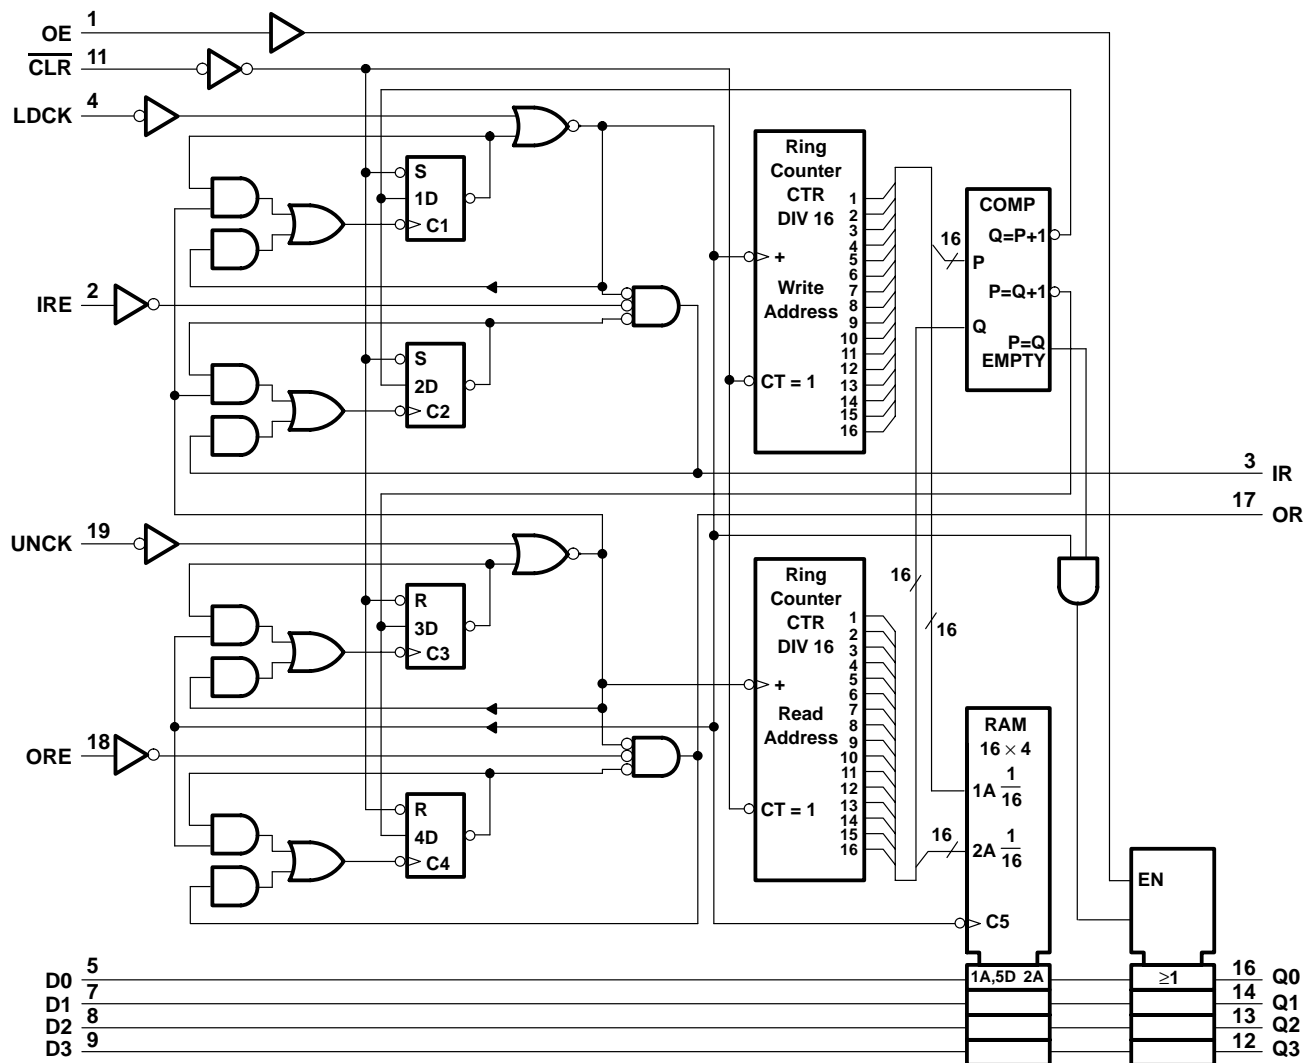 OE 1
CLR 11
LDCK 4
S
1D
C1
IRE 2
S
2D
C2
Ring
Counter
CTR
DIV 16
+
Write
Address
CT = 1
1
2
3
4
5
6
7
8
9
10
11
12
13
14
15
16
COMP
Q=P+1
16
P
P=Q+1
Q
P=Q
EMPTY
3 IR
17 OR
UNCK 19
R
3D
C3
ORE 18
R
4D
C4
Ring
Counter
CTR
DIV 16
+
Read
Address
CT = 1
1
2
3
4
5
6
7
8
9
10
11
12
13
14
15
16
16
16
16
RAM
16 × 4
1A 1/16
2A 1/16
C5
EN
D0 5
1A,5D 2A
≥1
16 Q0
D1 7
14 Q1
D2 8
13 Q2
D3 9
12 Q3